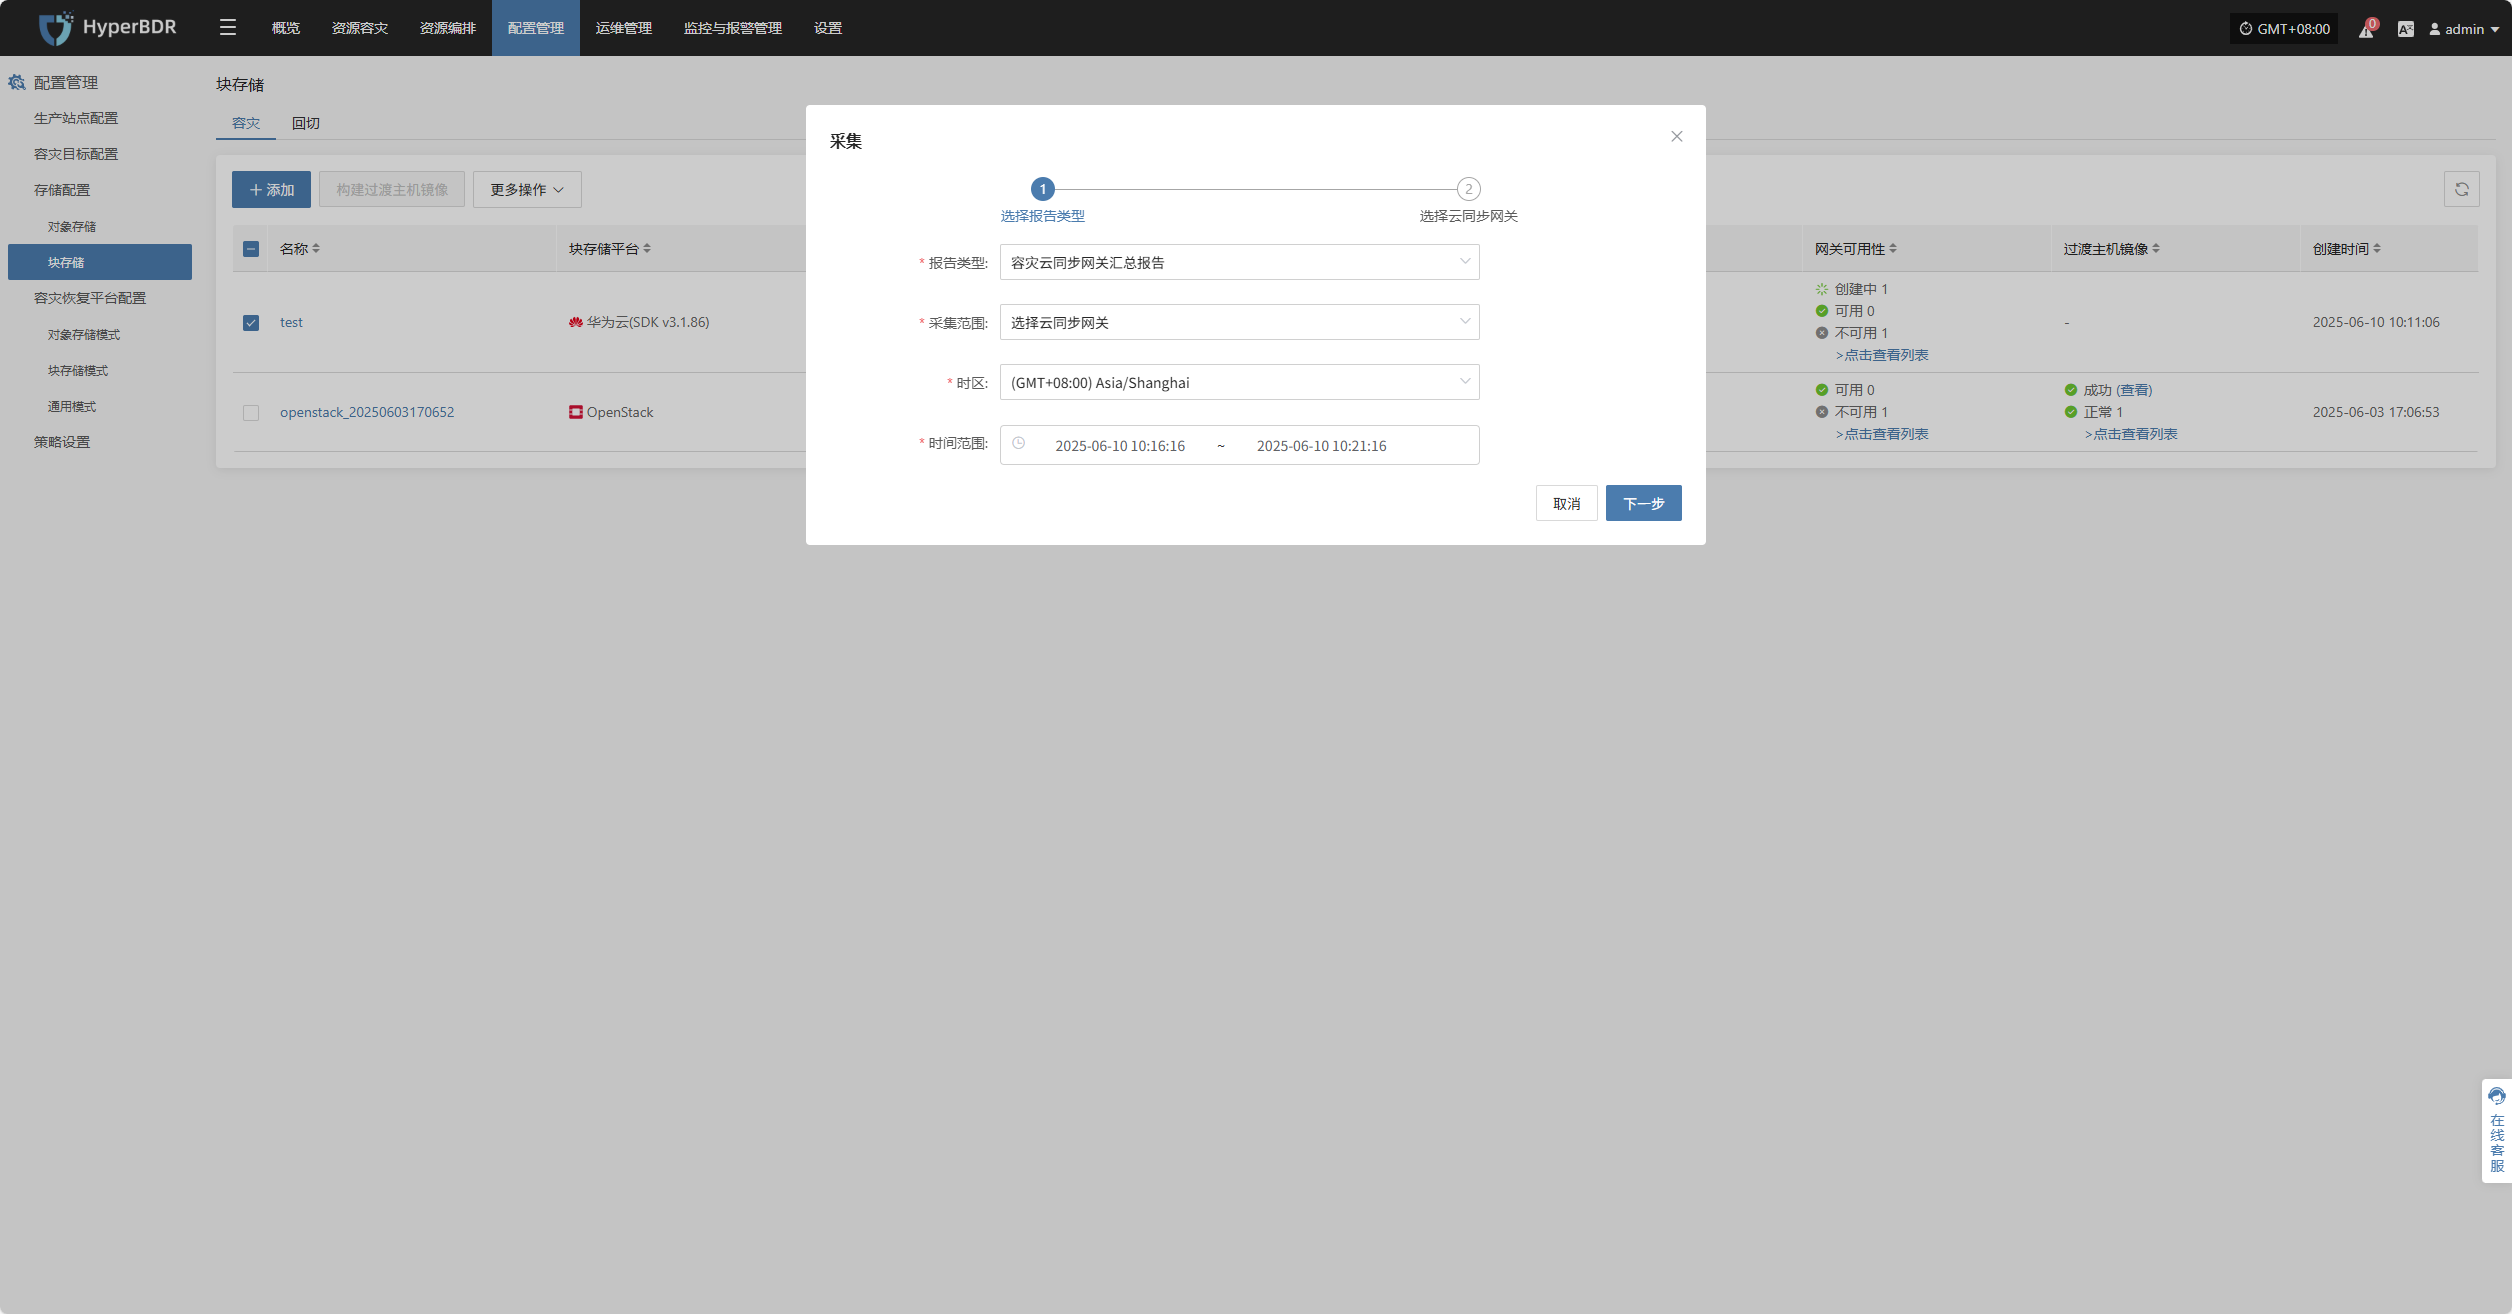 HyperBDR
概览
资源容灾
资源编排
配置管理
运维管理
监控与报警管理
设置
GMT+08:00
0
admin
配置管理
生产站点配置
容灾目标配置
存储配置
对象存储
块存储
容灾恢复平台配置
对象存储模式
块存储模式
通用模式
策略设置
块存储
容灾
回切
添加
构建过渡主机镜像
更多操作
名称
块存储平台
网关可用性
过渡主机镜像
创建时间
test
华为云(SDK v3.1.86)
创建中 1
可用 0
不可用 1
>点击查看列表
-
2025-06-10 10:11:06
openstack_20250603170652
OpenStack
可用 0
不可用 1
>点击查看列表
成功 (查看)
正常 1
>点击查看列表
2025-06-03 17:06:53
采集
1
2
选择报告类型
选择云同步网关
* 报告类型: 容灾云同步网关汇总报告
* 采集范围: 选择云同步网关
* 时区: (GMT+08:00) Asia/Shanghai
* 时间范围: 2025-06-10 10:16:16 ~ 2025-06-10 10:21:16
取消
下一步
在线客服